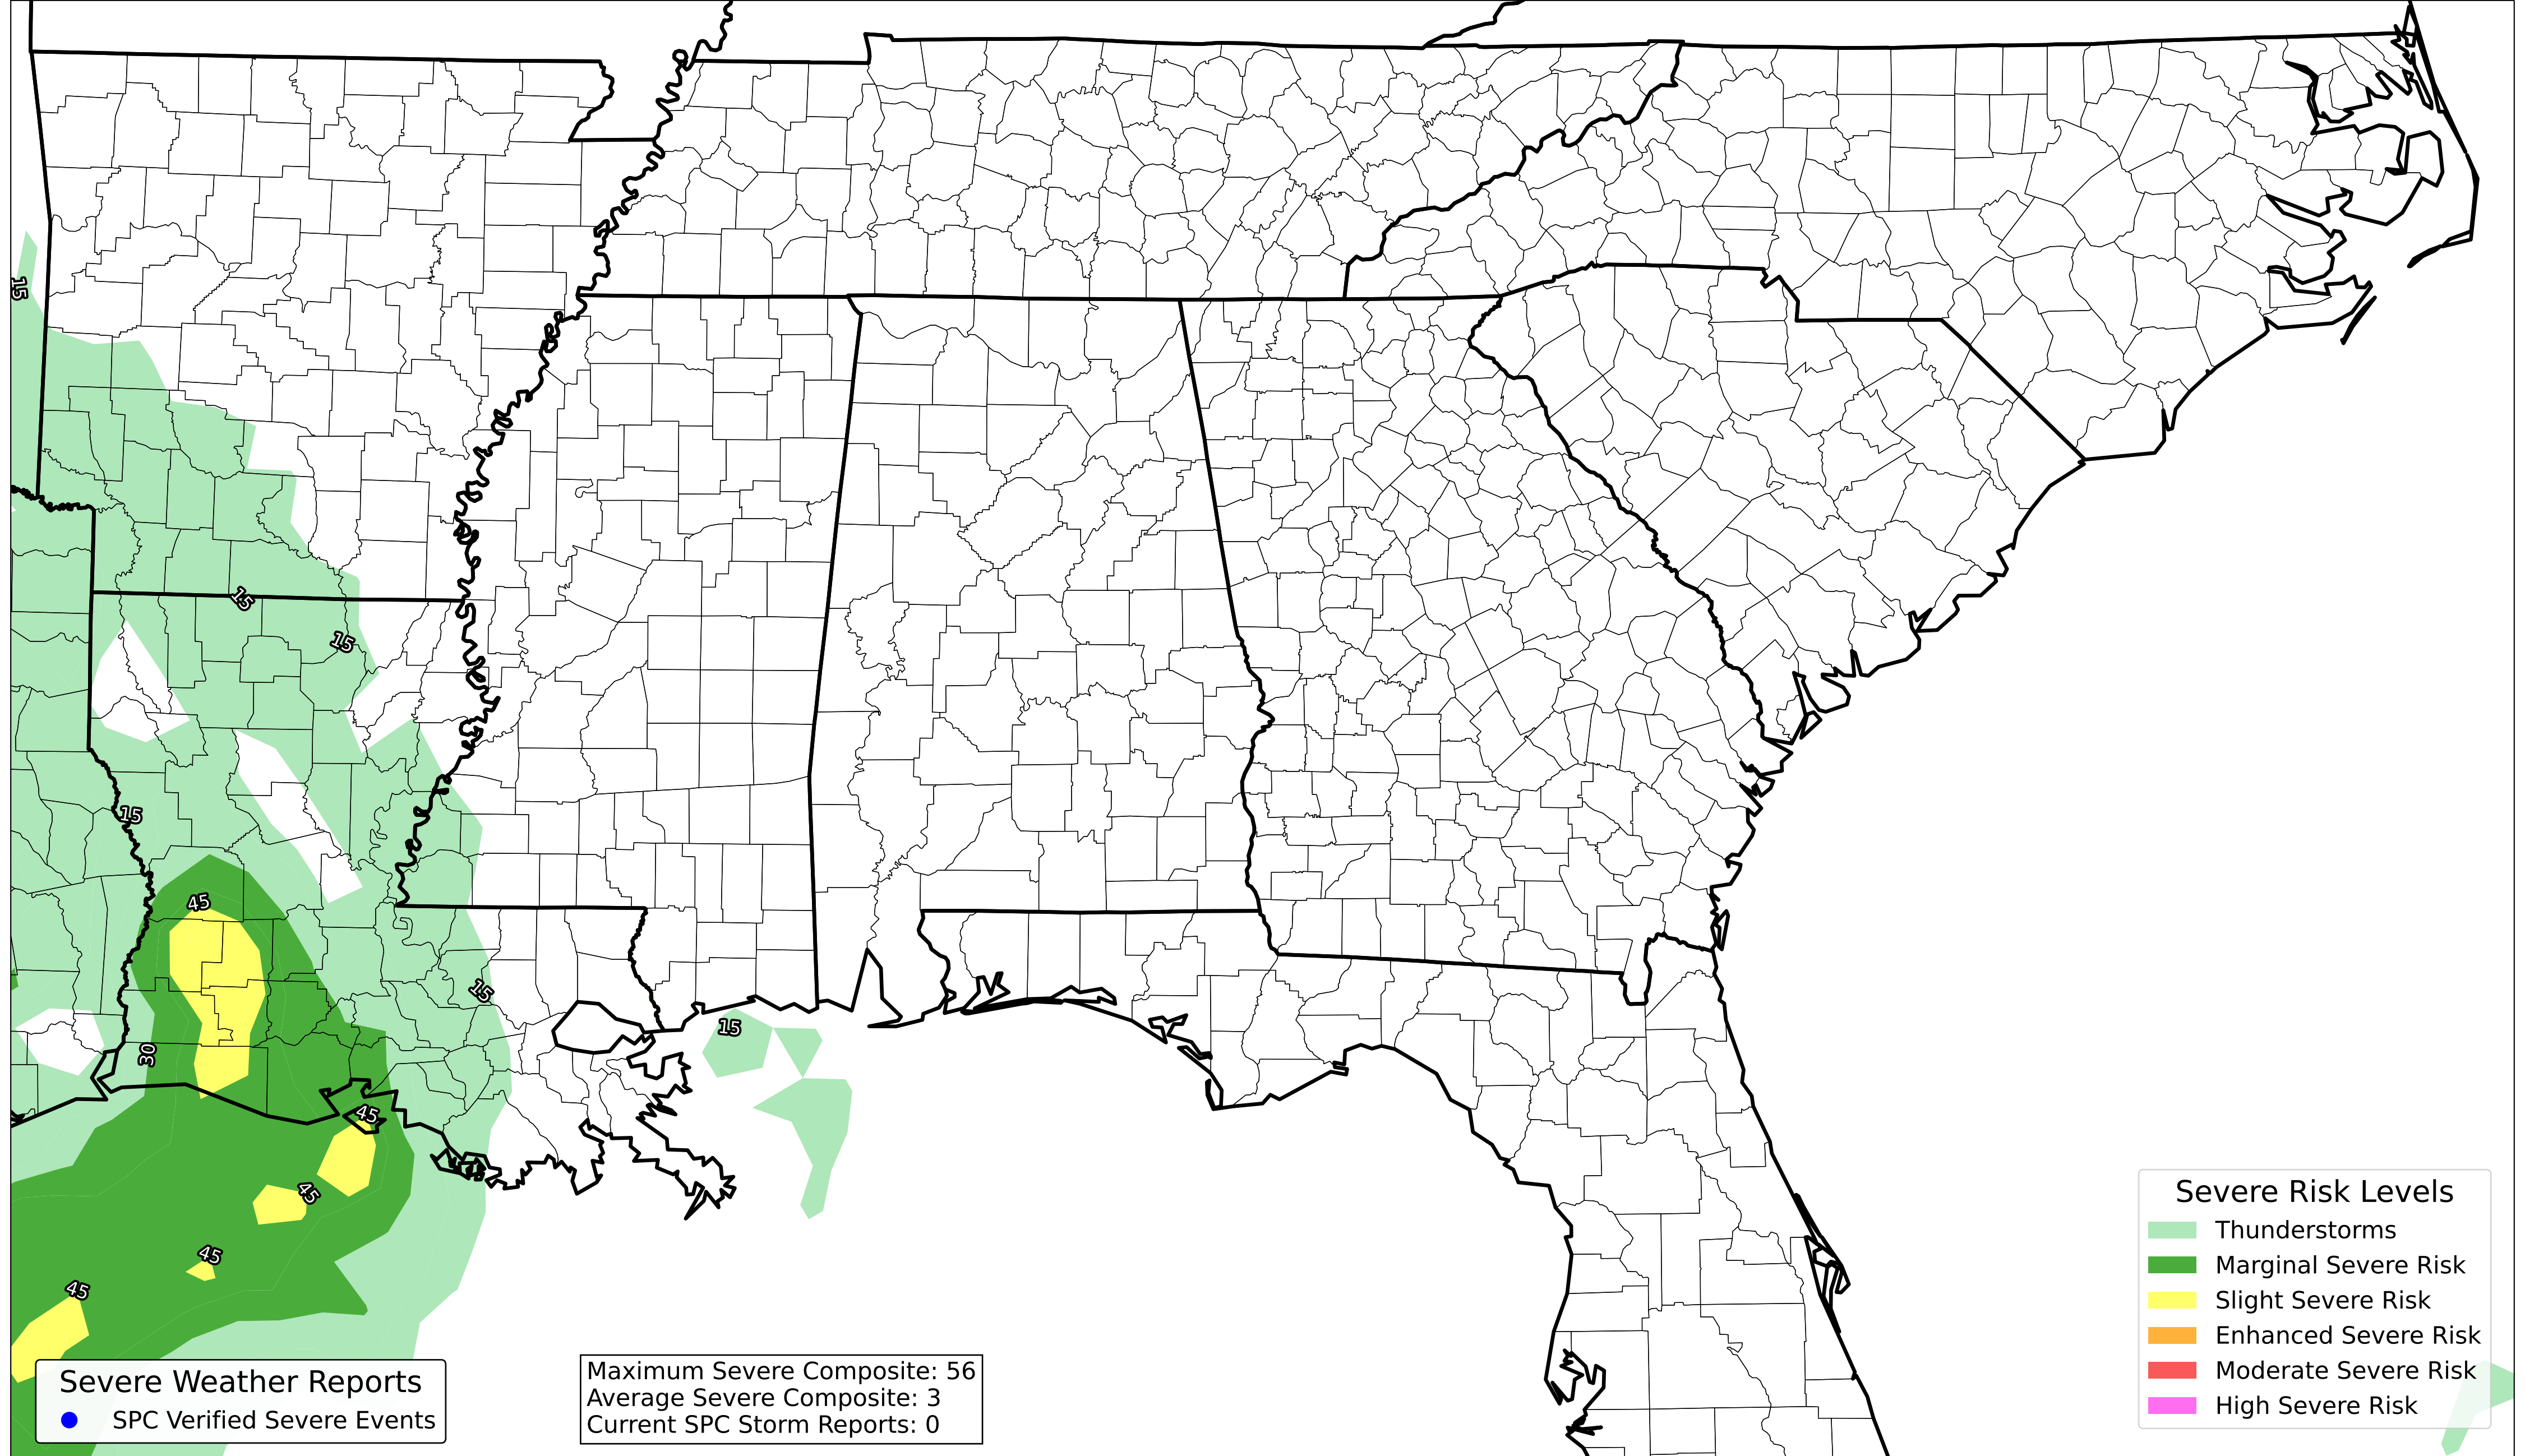 15
15
15
15
45
15
15
30
45
45
45
45
Severe Weather Reports
SPC Verified Severe Events
Maximum Severe Composite: 56
Average Severe Composite: 3
Current SPC Storm Reports: 0
Severe Risk Levels
Thunderstorms
Marginal Severe Risk
Slight Severe Risk
Enhanced Severe Risk
Moderate Severe Risk
High Severe Risk